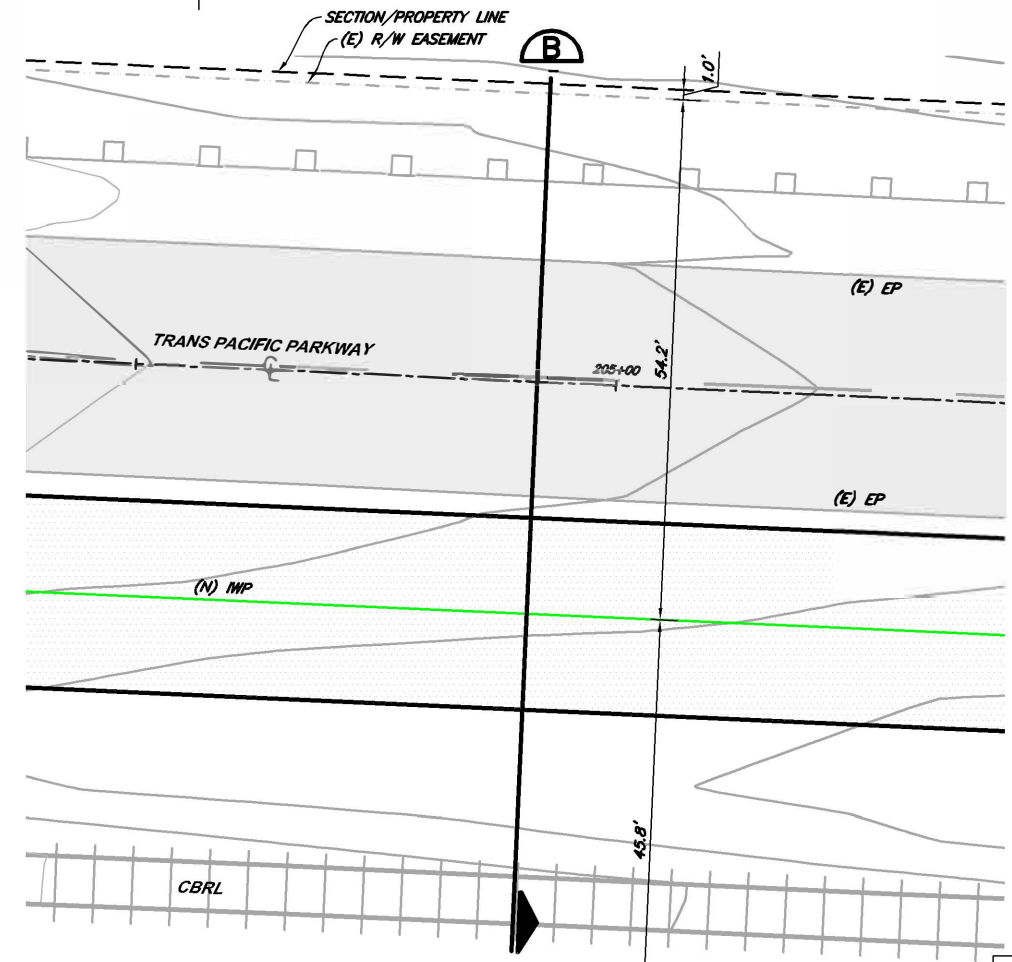 SECTION/PROPERTY LINE
(E) R/W EASEMENT
B
1.0'
(E) EP
TRANS PACIFIC PARKWAY
205+00
54.2'
(E) EP
(N) IWP
45.8'
CBRL